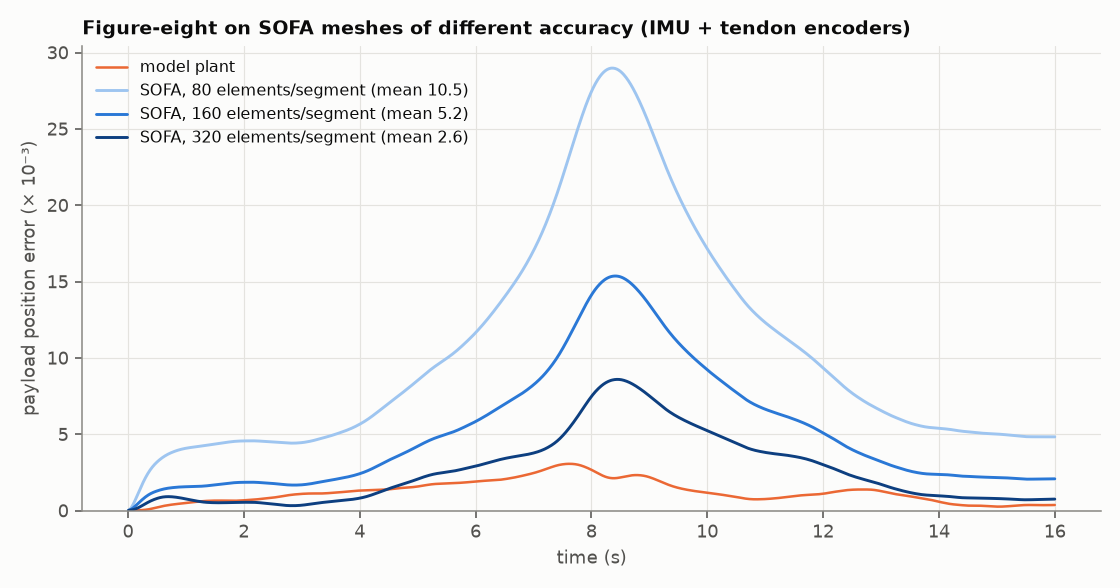 Figure-eight on SOFA meshes of different accuracy (IMU + tendon encoders)
model plant
SOFA, 80 elements/segment (mean 10.5)
SOFA, 160 elements/segment (mean 5.2)
SOFA, 320 elements/segment (mean 2.6)
payload position error (× 10⁻³)
30
25
20
15
10
5
0
0 2 4 6 8 10 12 14 16
time (s)